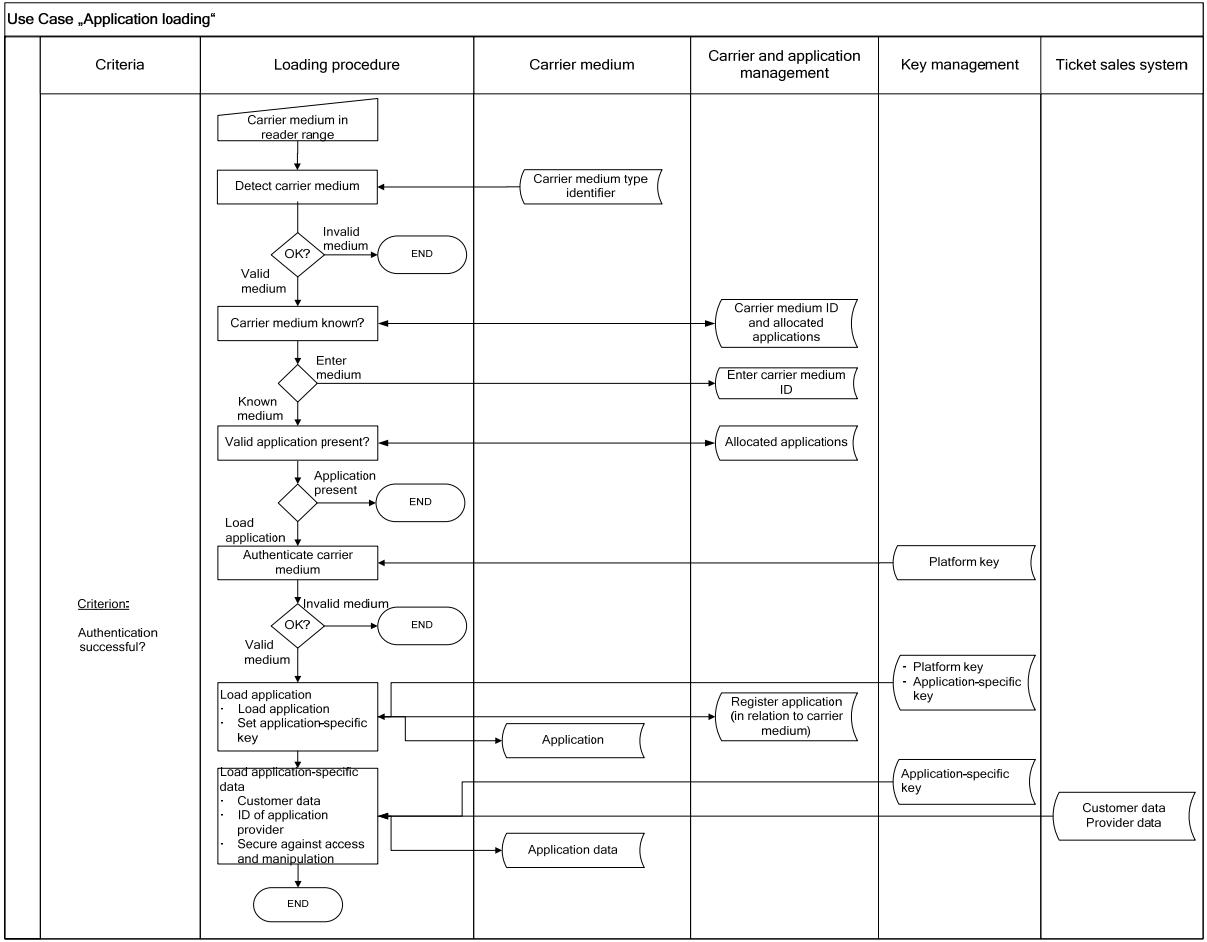 Use Case „Application loading“
Criteria
Loading procedure
Carrier medium
Carrier and application
management
Key management
Ticket sales system
Carrier medium in
reader range
Detect carrier medium
Carrier medium type
identifier
OK?
Invalid
medium
END
Valid
medium
Carrier medium known?
Carrier medium ID
and allocated
applications
Enter
medium
Enter carrier medium
ID
Known
medium
Valid application present?
Allocated applications
Application
present
END
Load
application
Authenticate carrier
medium
Platform key
Criterion:
Authentication
successful?
Invalid medium
OK?
END
Valid
medium
- Platform key
- Application-specific
key
Load application
· Load application
· Set application-specific
key
Register application
(in relation to carrier
medium)
Application
Load application-specific
data
· Customer data
· ID of application
provider
· Secure against access
and manipulation
Application-specific
key
Customer data
Provider data
Application data
END